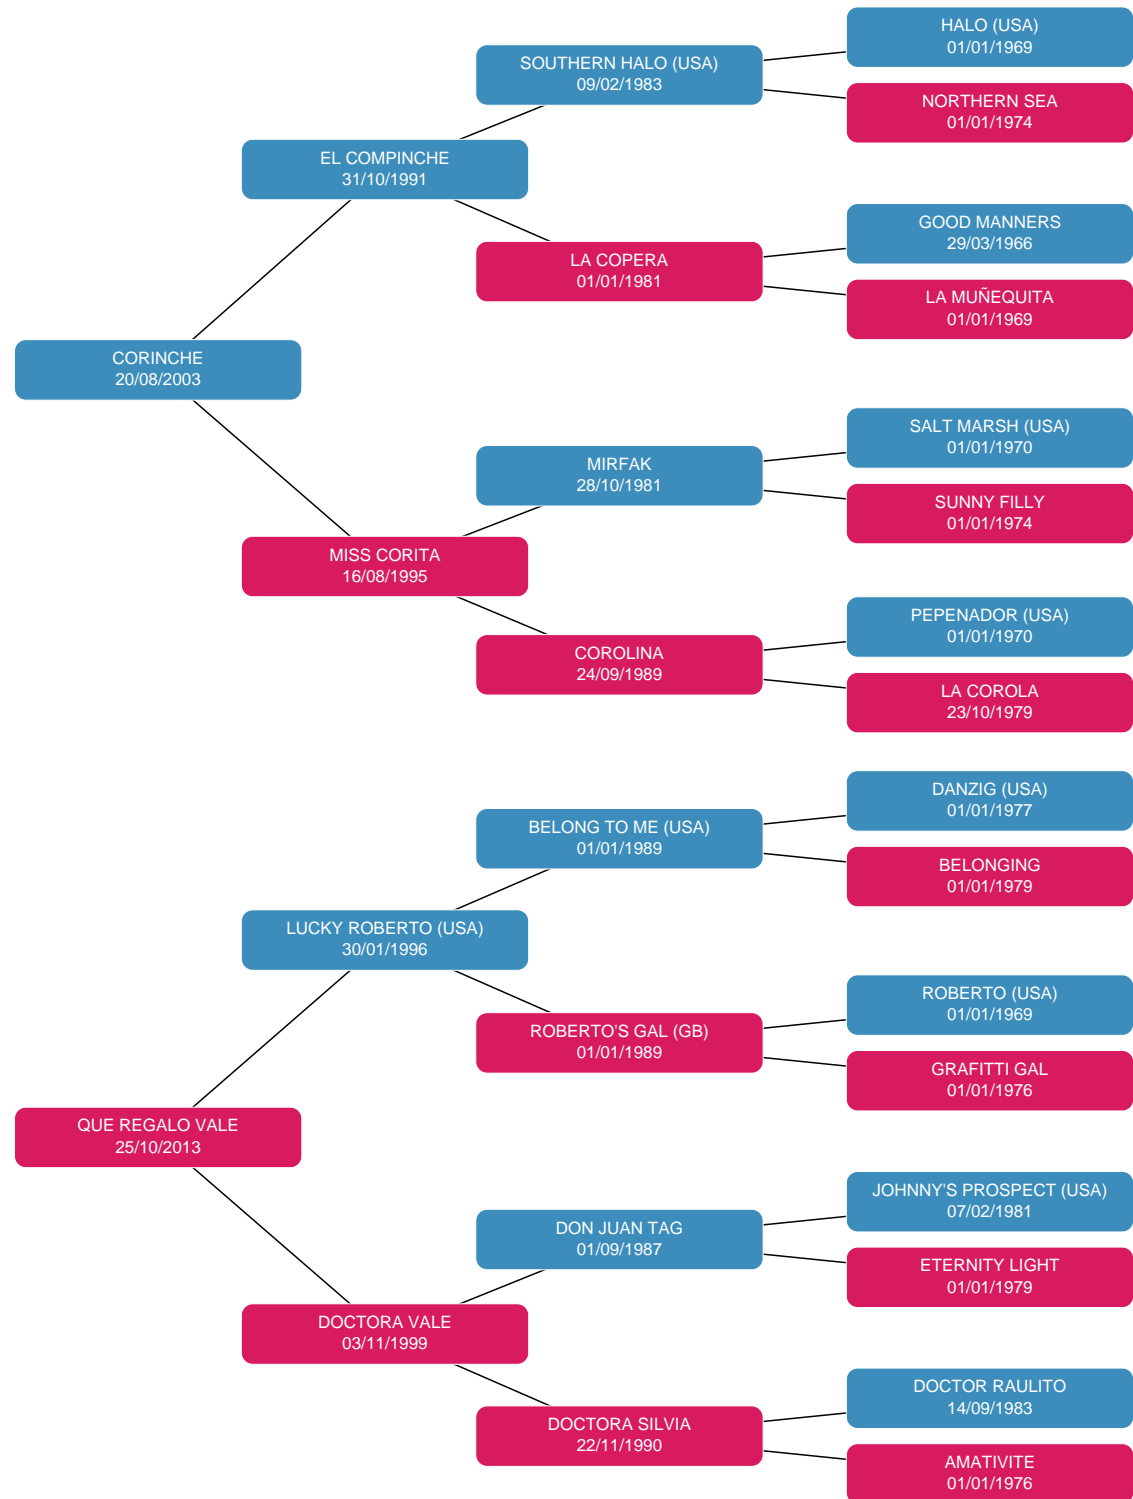 HALO (USA)
01/01/1969
SOUTHERN HALO (USA)
09/02/1983
NORTHERN SEA
01/01/1974
EL COMPINCHE
31/10/1991
GOOD MANNERS
29/03/1966
LA COPERA
01/01/1981
LA MUÑEQUITA
01/01/1969
CORINCHE
20/08/2003
SALT MARSH (USA)
01/01/1970
MIRFAK
28/10/1981
SUNNY FILLY
01/01/1974
MISS CORITA
16/08/1995
PEPENADOR (USA)
01/01/1970
COROLINA
24/09/1989
LA COROLA
23/10/1979
DANZIG (USA)
01/01/1977
BELONG TO ME (USA)
01/01/1989
BELONGING
01/01/1979
LUCKY ROBERTO (USA)
30/01/1996
ROBERTO (USA)
01/01/1969
ROBERTO'S GAL (GB)
01/01/1989
GRAFITTI GAL
01/01/1976
QUE REGALO VALE
25/10/2013
JOHNNY'S PROSPECT (USA)
07/02/1981
DON JUAN TAG
01/09/1987
ETERNITY LIGHT
01/01/1979
DOCTORA VALE
03/11/1999
DOCTOR RAULITO
14/09/1983
DOCTORA SILVIA
22/11/1990
AMATIVITE
01/01/1976